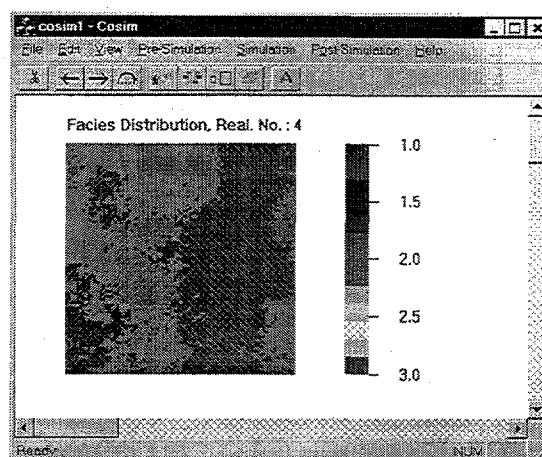 cosim1 - Cosim
File Edit View Pre-Simulation Simulation Post-Simulation Help
A
Facies Distribution, Real. No. : 4
1.0
1.5
2.0
2.5
3.0
Ready
NUM